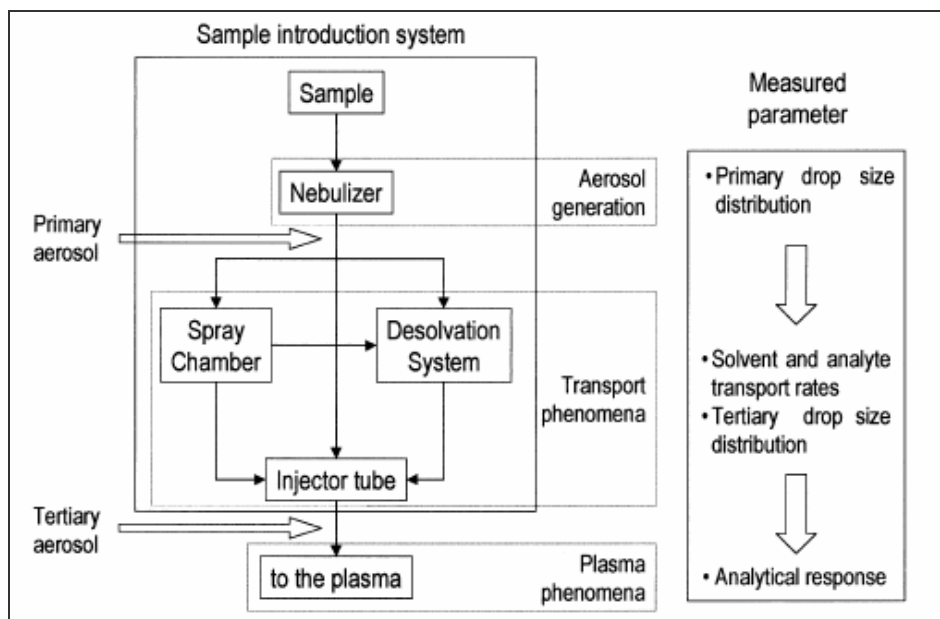 Sample introduction system
Sample
Nebulizer
Aerosol
generation
Primary
aerosol
Spray
Chamber
Desolvation
System
Transport
phenomena
Injector tube
Tertiary
aerosol
to the plasma
Plasma
phenomena
Measured
parameter
• Primary drop size
distribution
• Solvent and analyte
transport rates
• Tertiary drop size
distribution
• Analytical response